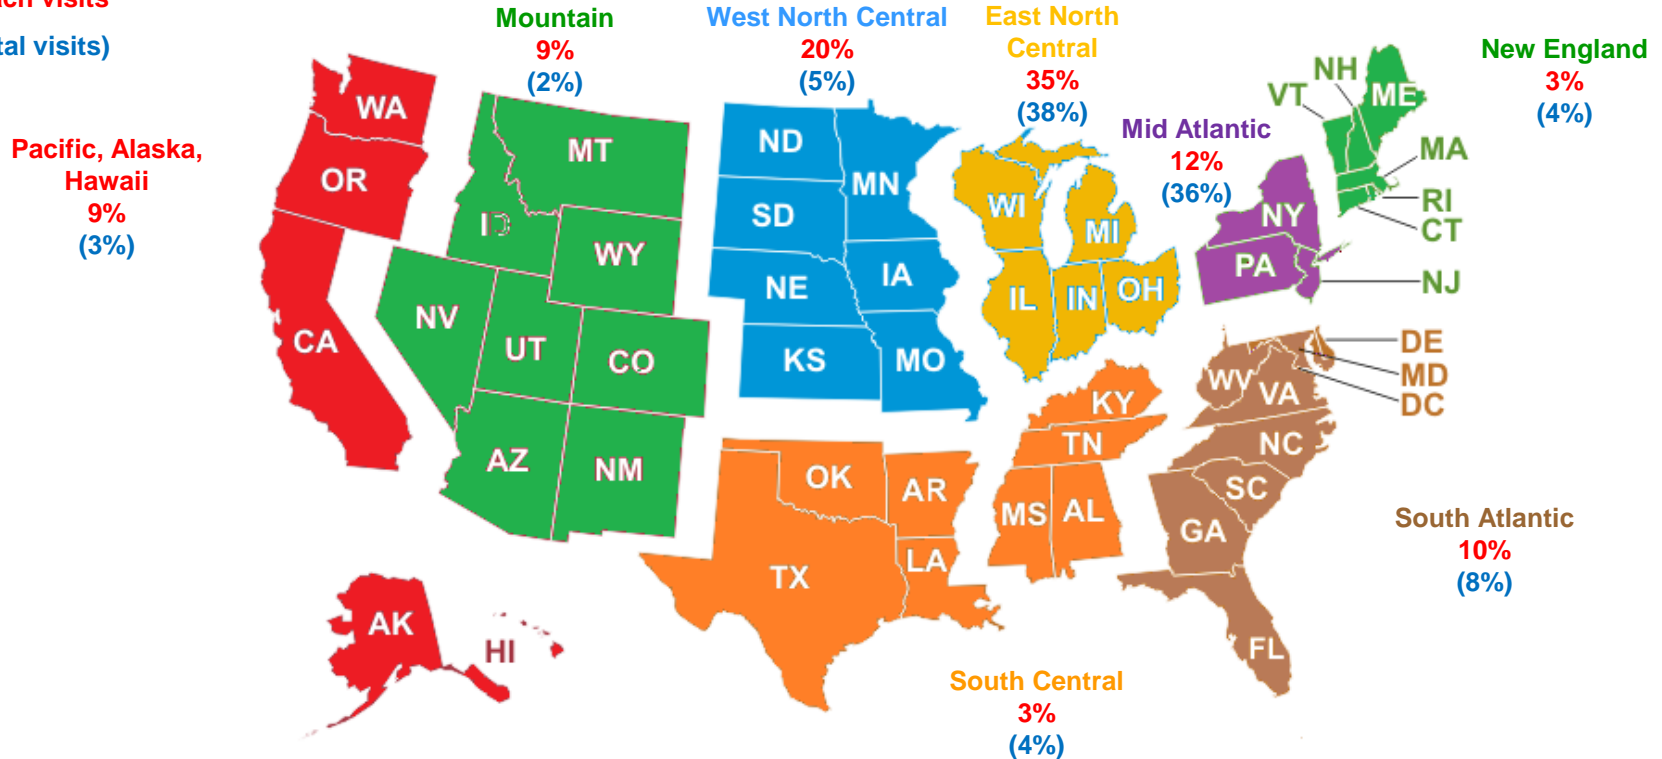 visits
tal visits)
Mountain
9%
(2%)
West North Central
20%
(5%)
East North
Central
35%
(38%)
New England
3%
(4%)
Mid Atlantic
12%
(36%)
Pacific, Alaska,
Hawaii
9%
(3%)
South Atlantic
10%
(8%)
South Central
3%
(4%)
WA
OR
CA
AK
HI
MT
ID
WY
NV
UT
CO
AZ
NM
ND
SD
NE
KS
MN
IA
MO
WI
MI
IL
IN
OH
NY
PA
NJ
NH
VT
ME
MA
RI
CT
DE
MD
DC
WV
VA
NC
SC
GA
FL
KY
TN
MS
AL
OK
AR
LA
TX